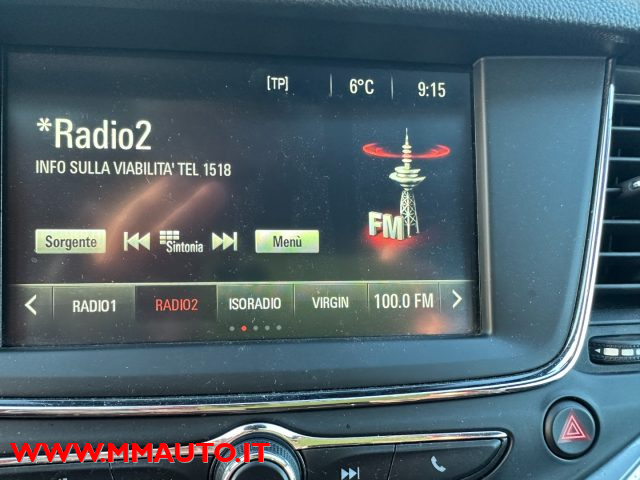 [TP] 6°C 9:15
*Radio2
INFO SULLA VIABILITA' TEL 1518
FM
Sorgente Sintonia Menù
RADIO1 RADIO2 ISORADIO VIRGIN 100.0 FM
WWW.MMAUTO.IT